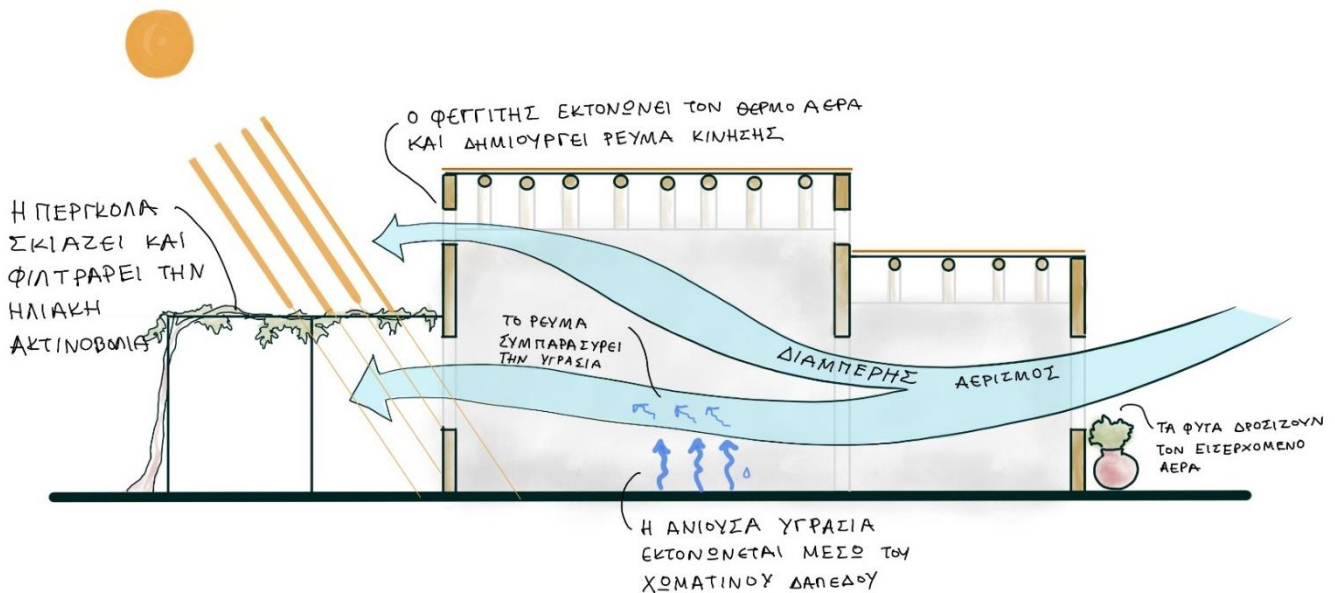 Ο ΦΕΓΓΙΤΗΣ ΕΚΤΟΝΩΝΕΙ ΤΟΝ ΘΕΡΜΟ ΑΕΡΑ
ΚΑΙ ΔΗΜΙΟΥΡΓΕΙ ΡΕΥΜΑ ΚΙΝΗΣΗΣ
Η ΠΕΡΓΚΟΛΑ
ΣΚΙΑΖΕΙ ΚΑΙ
ΦΙΛΤΡΑΡΕΙ ΤΗΝ
ΗΛΙΑΚΗ
ΑΚΤΙΝΟΒΟΛΙΑ
ΤΟ ΡΕΥΜΑ
ΣΥΜΠΑΡΑΣΥΡΕΙ
ΤΗΝ ΥΓΡΑΣΙΑ
ΔΙΑΜΠΕΡΗΣ ΑΕΡΙΣΜΟΣ
ΤΑ ΦΥΤΑ ΔΡΟΣΙΖΟΥΝ
ΤΟΝ ΕΙΣΕΡΧΟΜΕΝΟ
ΑΕΡΑ
Η ΑΝΙΟΥΣΑ ΥΓΡΑΣΙΑ
ΕΚΤΟΝΩΝΕΤΑΙ ΜΕΣΩ ΤΟΥ
ΧΩΜΑΤΙΝΟΥ ΔΑΠΕΔΟΥ